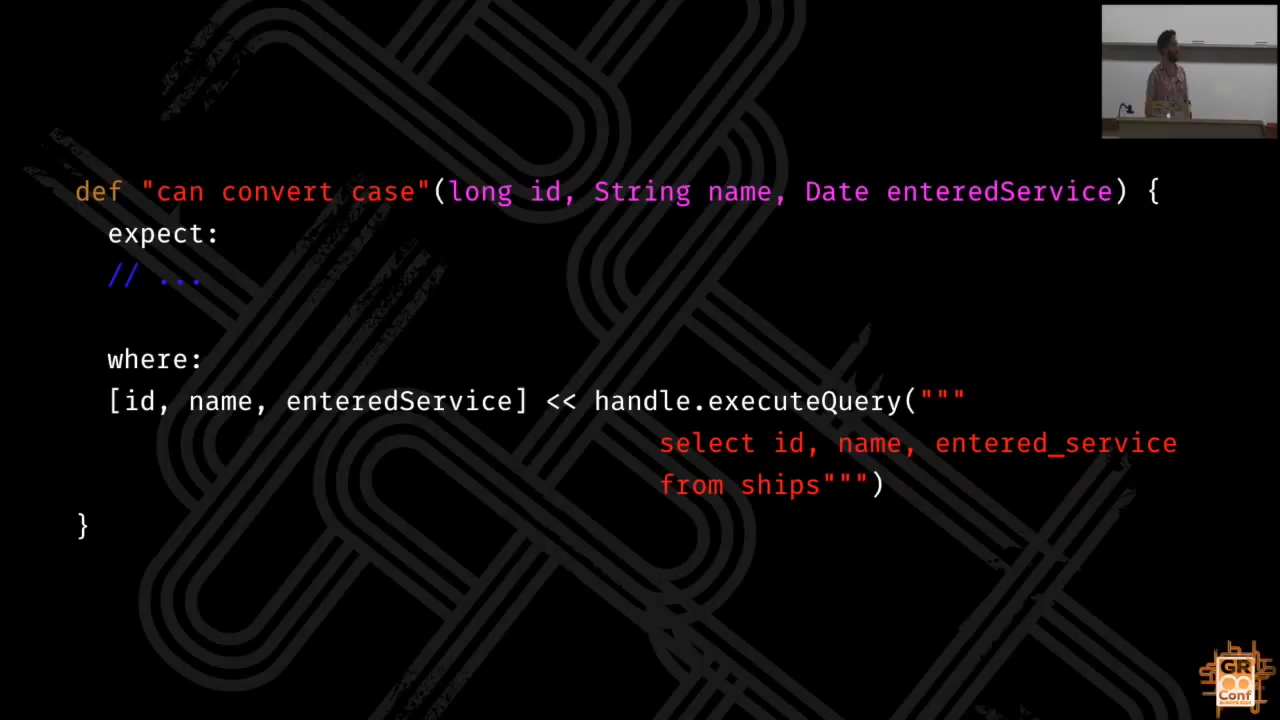 def "can convert case"(long id, String name, Date enteredService) {
expect:
// ...
where:
[id, name, enteredService] << handle.executeQuery("""
select id, name, entered_service
from ships""")
}
GR
Conf